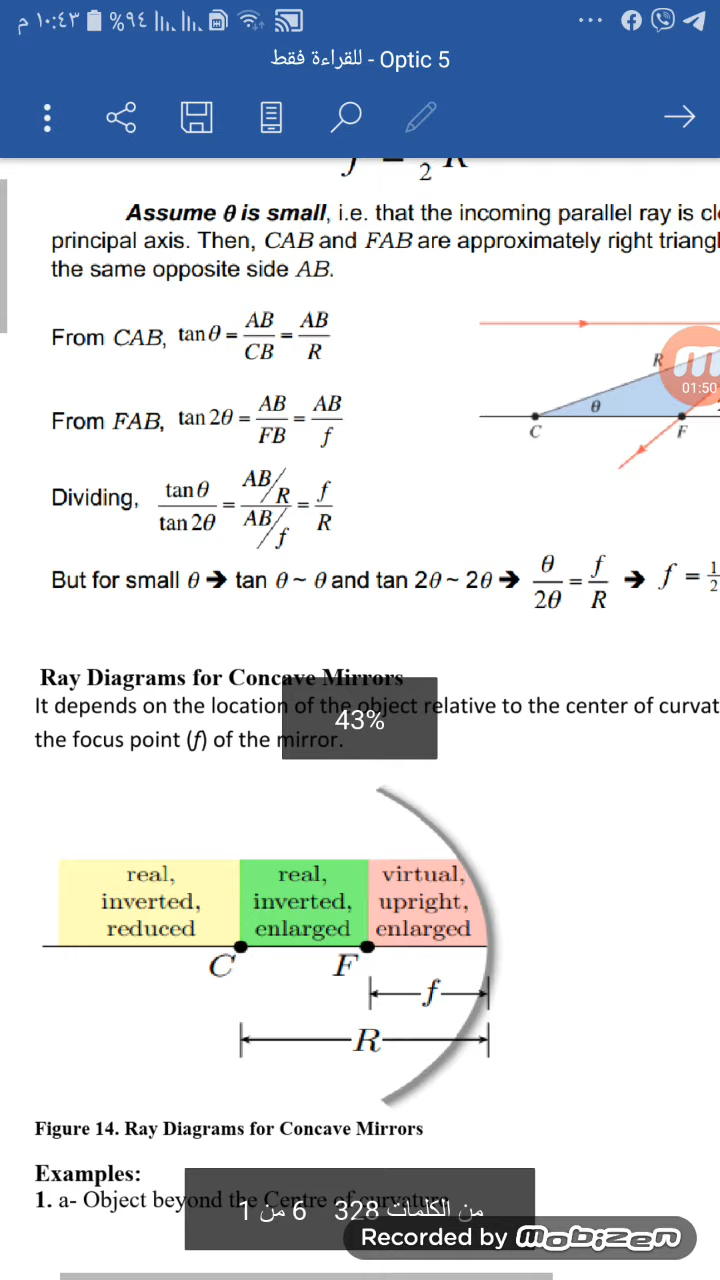 م ١٠:٤٣ %٩٤
Optic 5 - للقراءة فقط
2
Assume θ is small, i.e. that the incoming parallel ray is
principal axis. Then, CAB and FAB are approximately right
the same opposite side AB.
From CAB, tanθ = AB/CB = AB/R
From FAB, tan 2θ = AB/FB = AB/f
R
01:50
θ
C F
Dividing, tanθ/tan 2θ = (AB/R)/(AB/f) = f/R
But for small θ ➔ tan θ ~ θ and tan 2θ ~ 2θ ➔ θ/2θ = f/R ➔ f = 1/2
Ray Diagrams for Concave Mirrors
It depends on the location of the object relative to the center of
43%
the focus point (f) of the mirror.
real, inverted, reduced
real, inverted, enlarged
virtual, upright, enlarged
C F
f
R
Figure 14. Ray Diagrams for Concave Mirrors
Examples:
1. a- Object beyond the Centre of curvature
1 من 6 328 من الكلمات
Recorded by mobizen